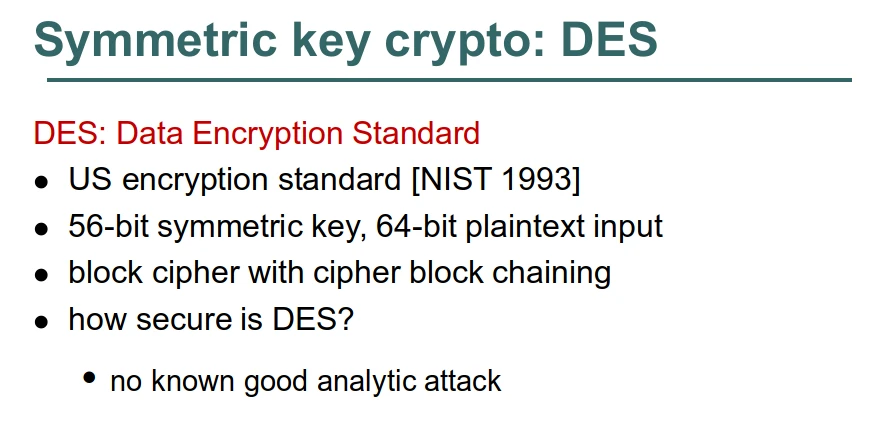 Symmetric key crypto: DES
DES: Data Encryption Standard
● US encryption standard [NIST 1993]
● 56-bit symmetric key, 64-bit plaintext input
● block cipher with cipher block chaining
● how secure is DES?
● no known good analytic attack